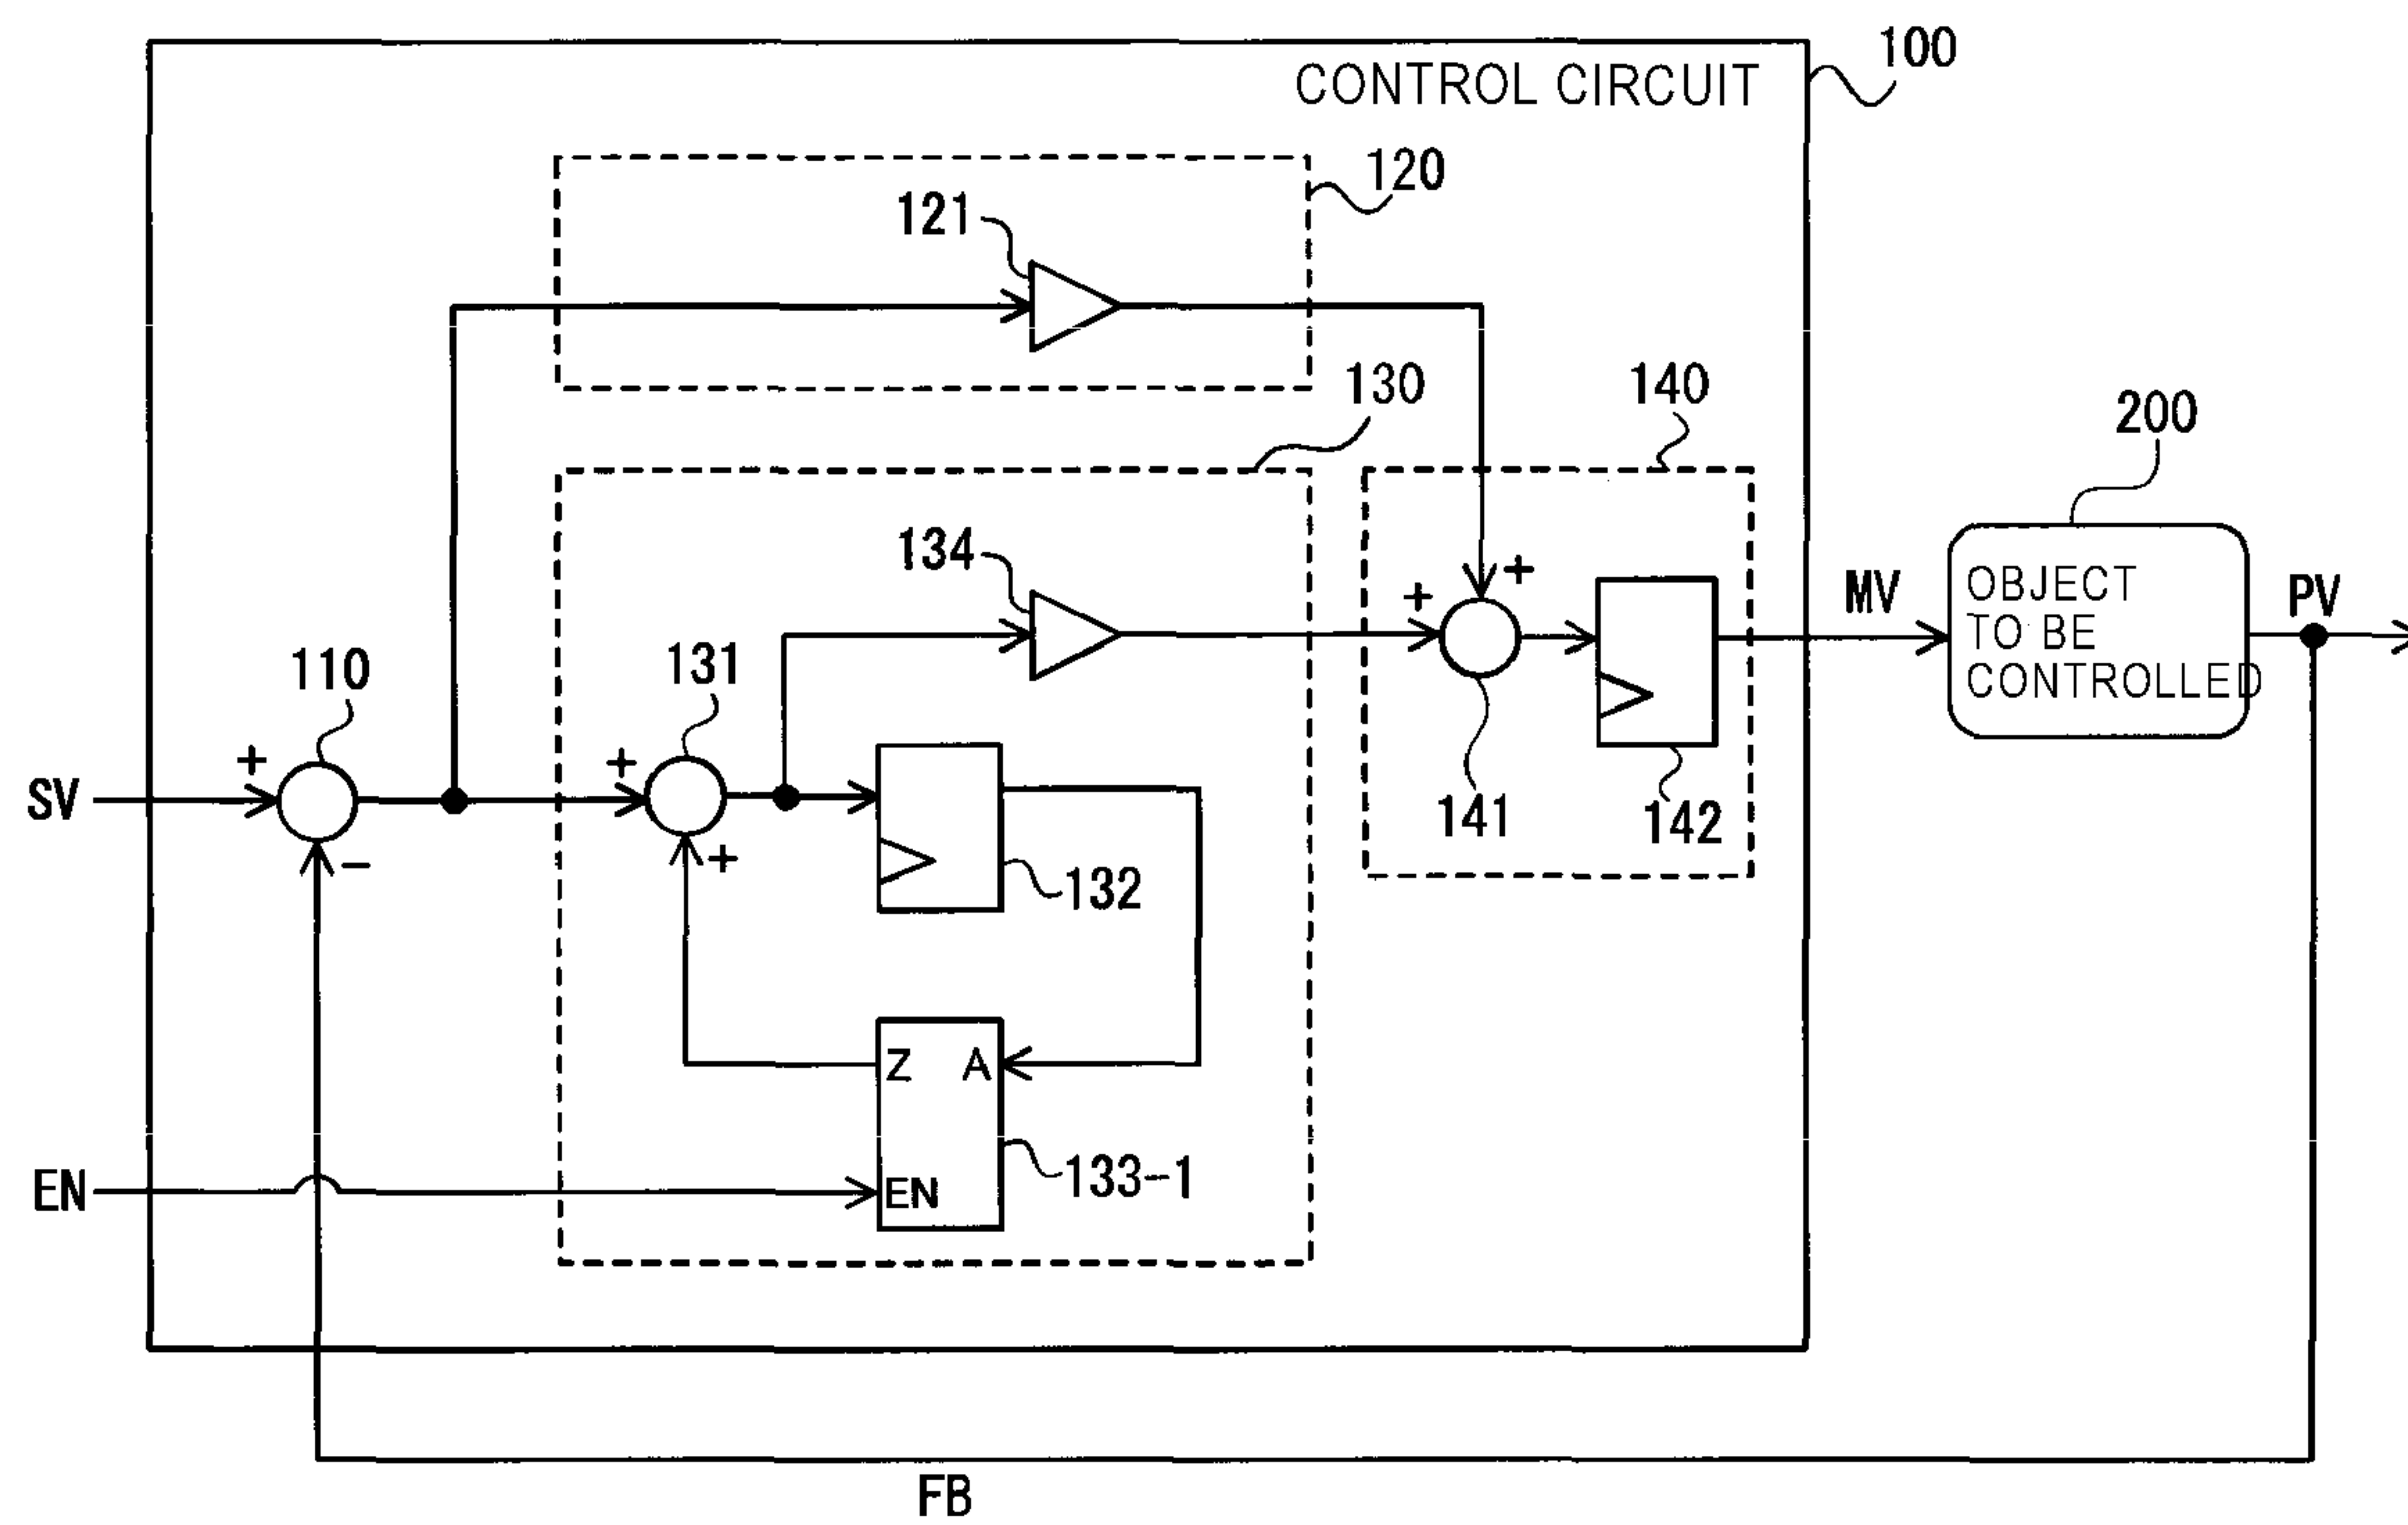 100
CONTROL CIRCUIT
120
121
130
140
200
134
MV
OBJECT
TO BE
CONTROLLED
PV
+
+
110
131
SV
+
+
141
142
-
+
132
Z
A
EN
EN
133-1
FB